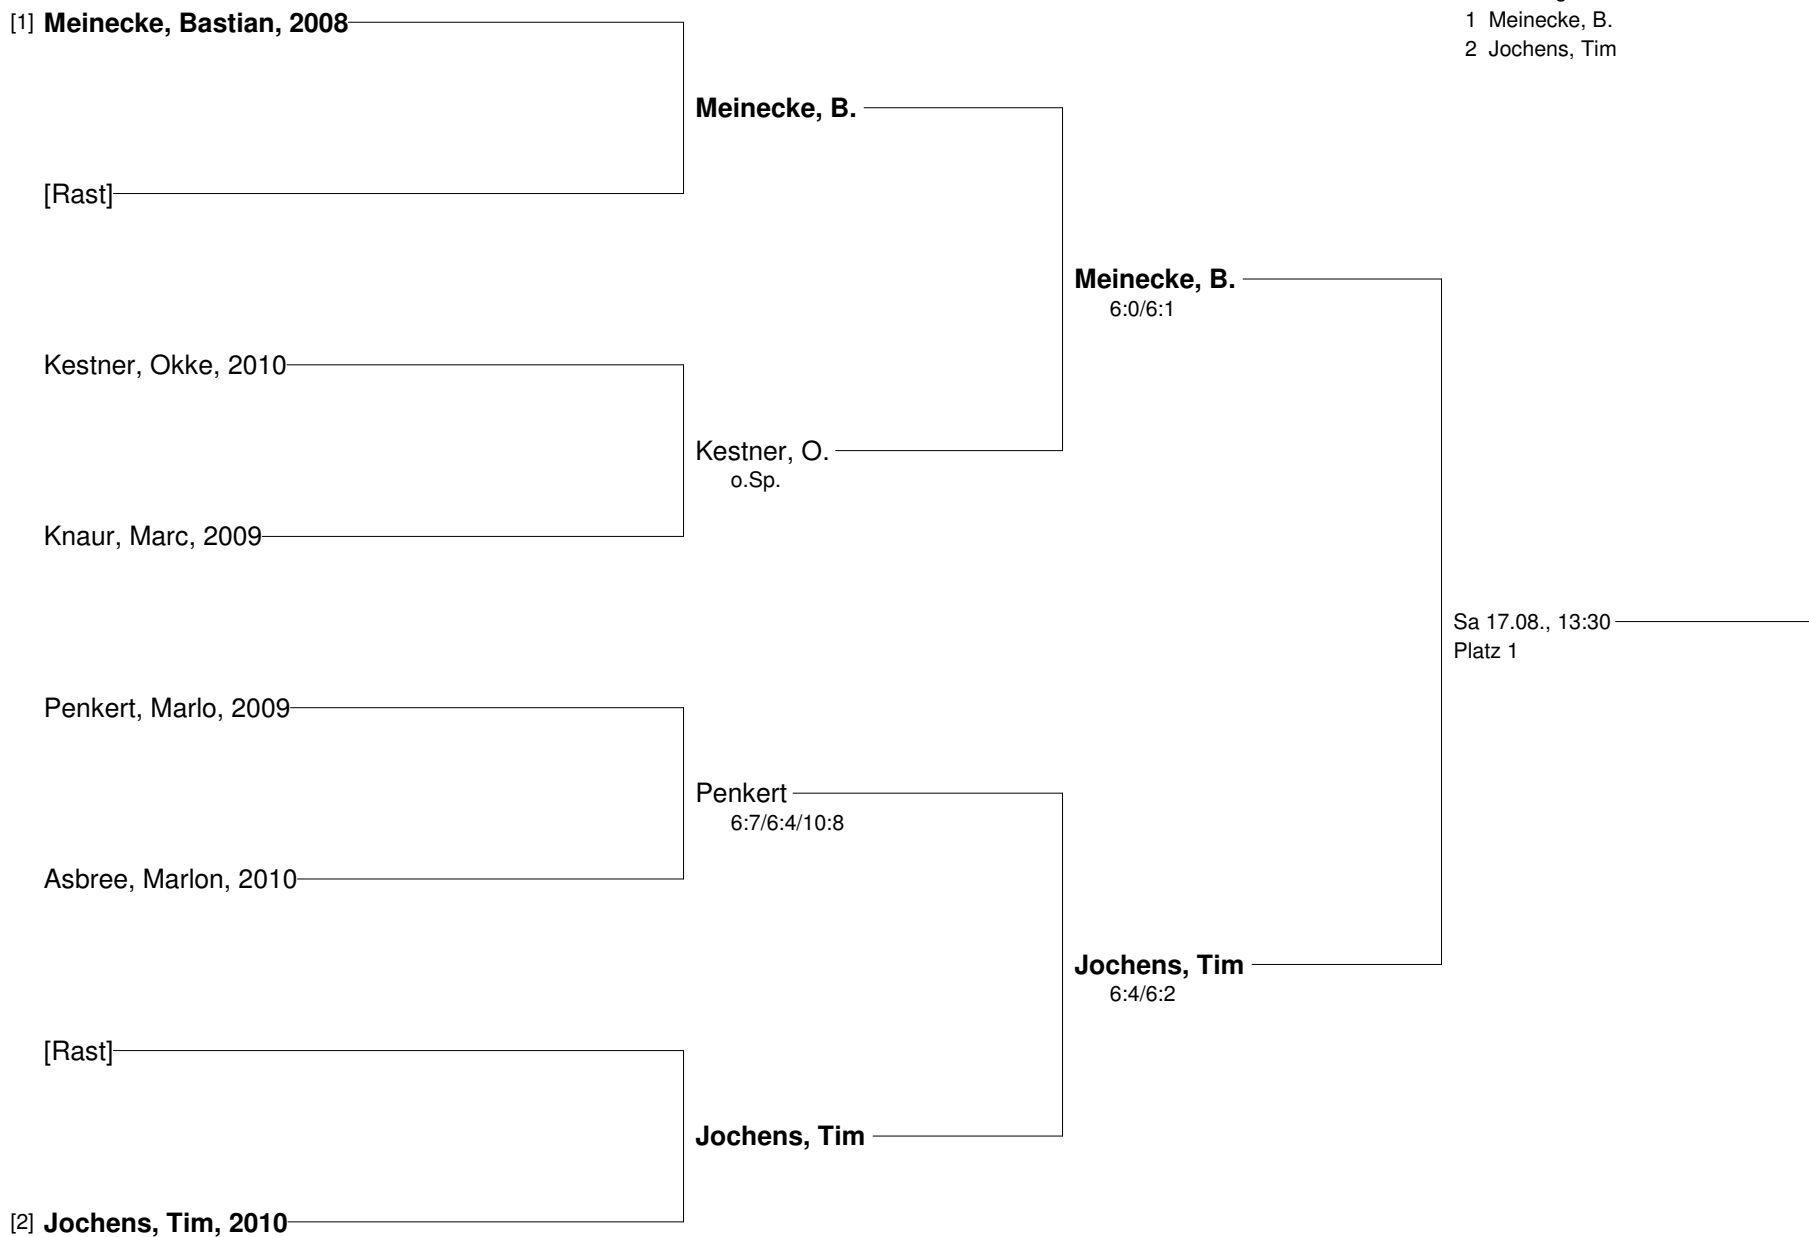 [1] Meinecke, Bastian, 2008
1 Meinecke, B.
2 Jochens, Tim
Meinecke, B.
[Rast]
Meinecke, B.
6:0/6:1
Kestner, Okke, 2010
Kestner, O.
o.Sp.
Knaur, Marc, 2009
Sa 17.08., 13:30
Platz 1
Penkert, Marlo, 2009
Penkert
6:7/6:4/10:8
Asbree, Marlon, 2010
Jochens, Tim
6:4/6:2
[Rast]
Jochens, Tim
[2] Jochens, Tim, 2010